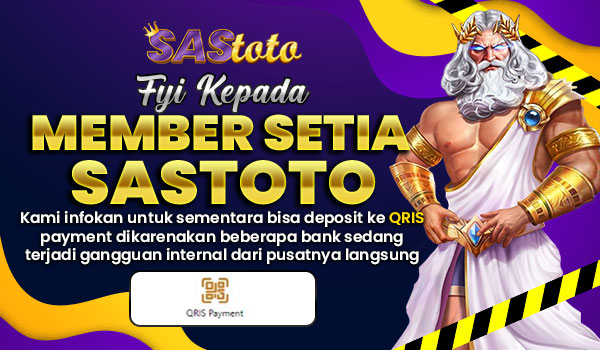 SAStoto
Fyi Kepada
MEMBER SETIA
SASTOTO
Kami infokan untuk sementara bisa deposit ke QRIS
payment dikarenakan beberapa bank sedang
terjadi gangguan internal dari pusatnya langsung
QRIS Payment